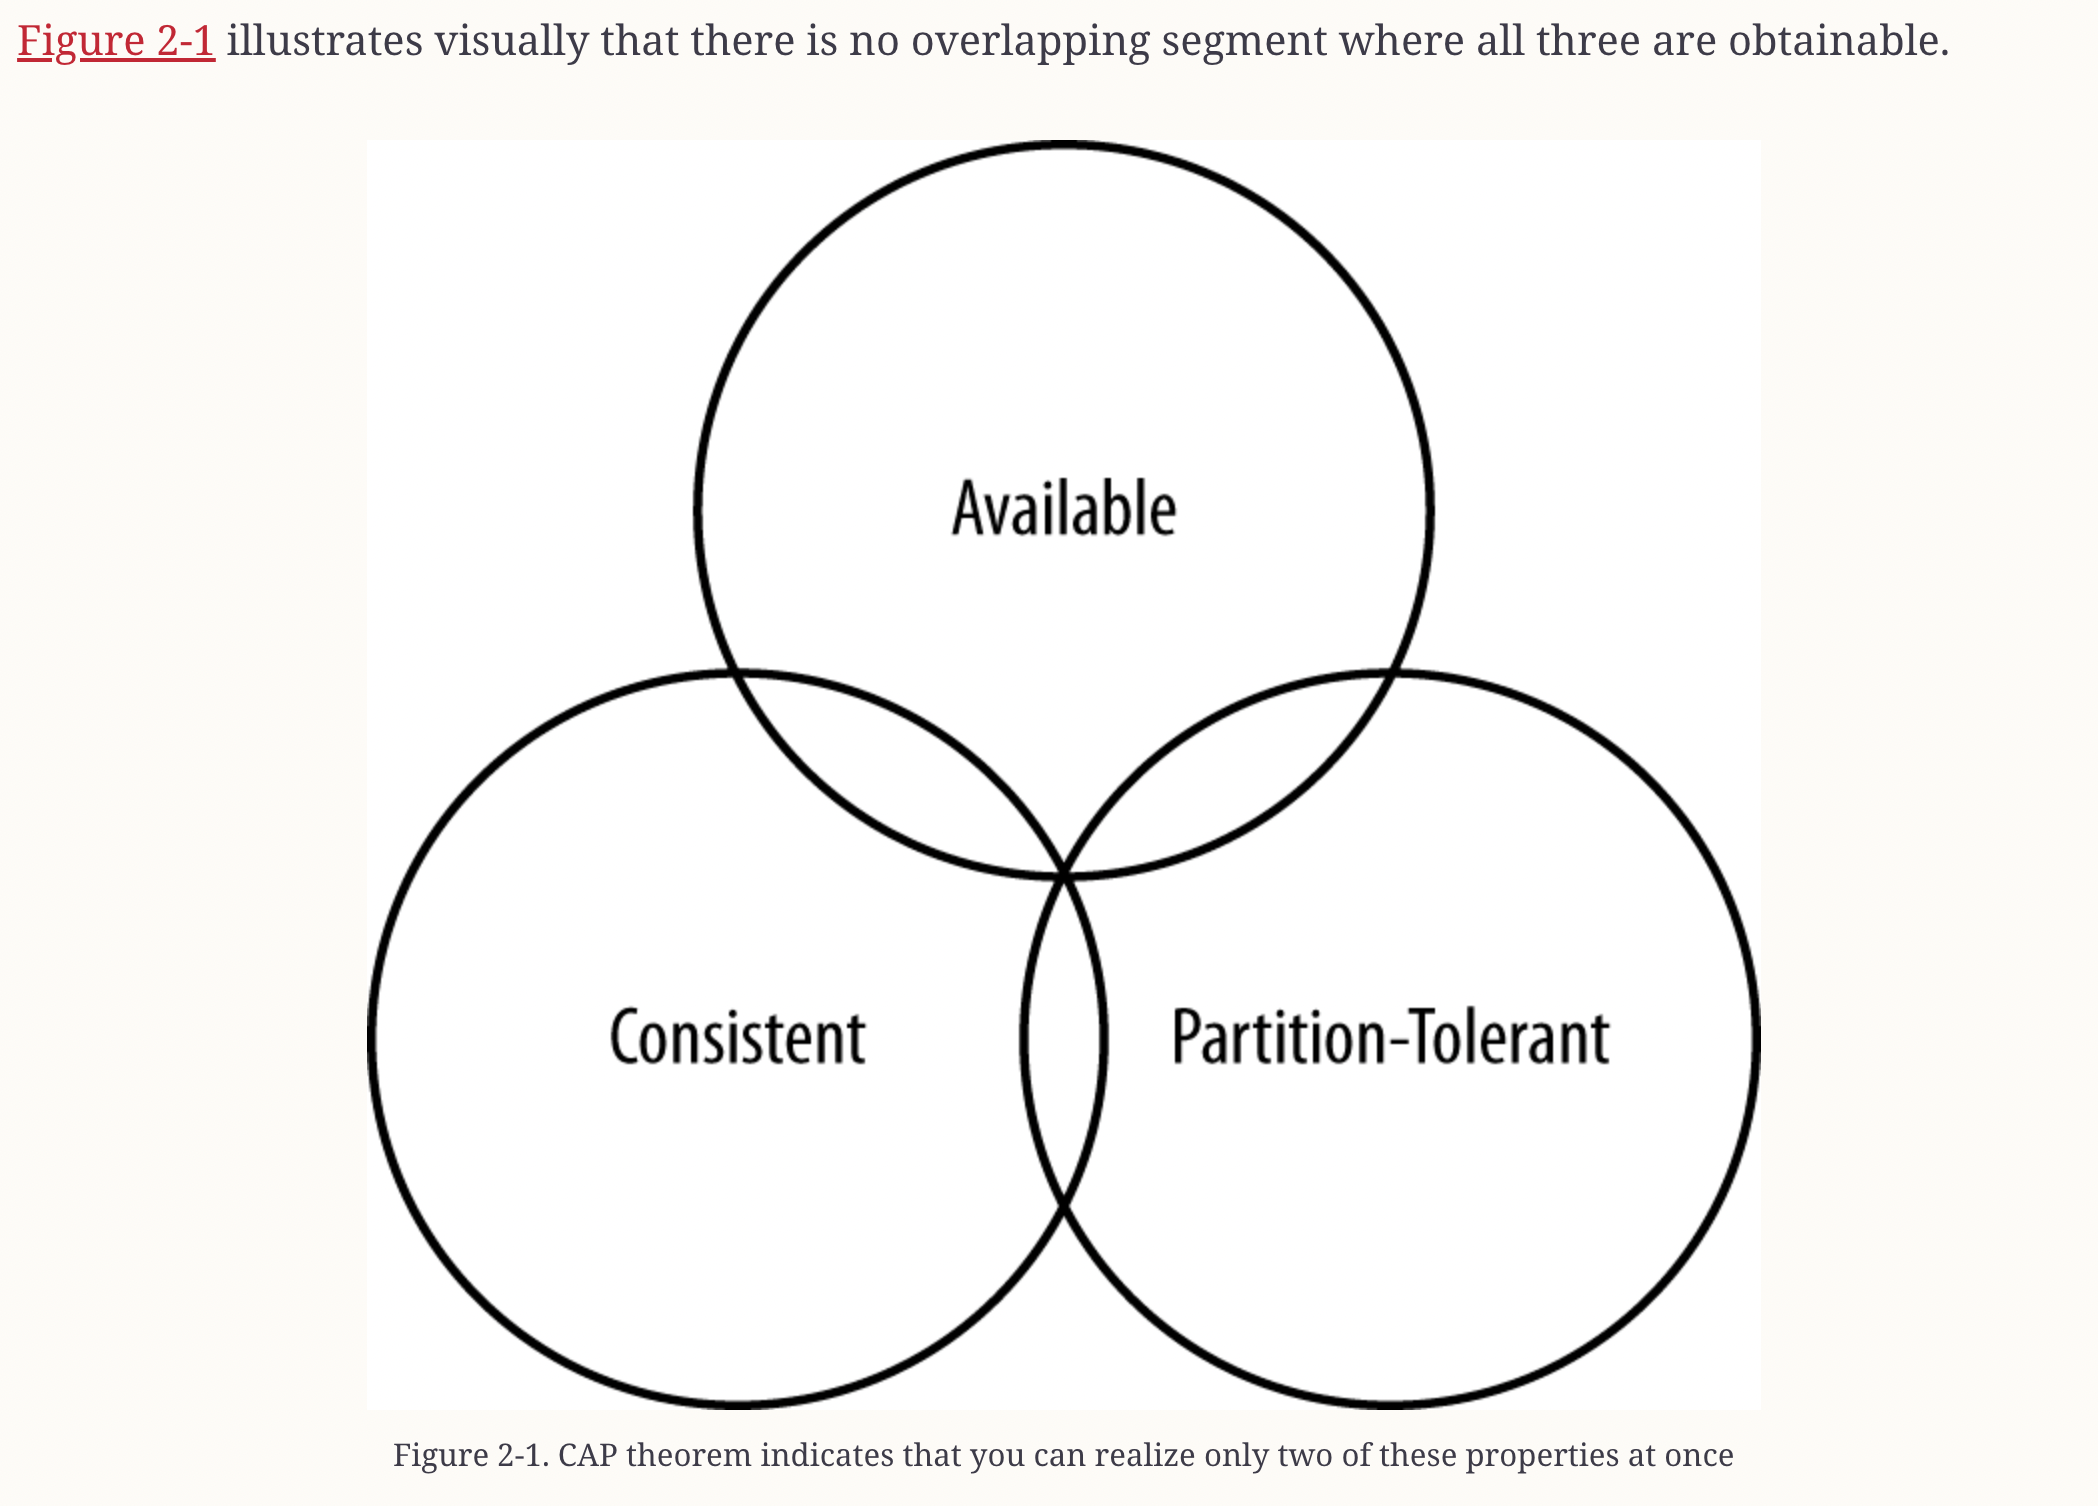 Figure 2-1 illustrates visually that there is no overlapping segment where all three are obtainable.
Available
Consistent
Partition-Tolerant
Figure 2-1. CAP theorem indicates that you can realize only two of these properties at once